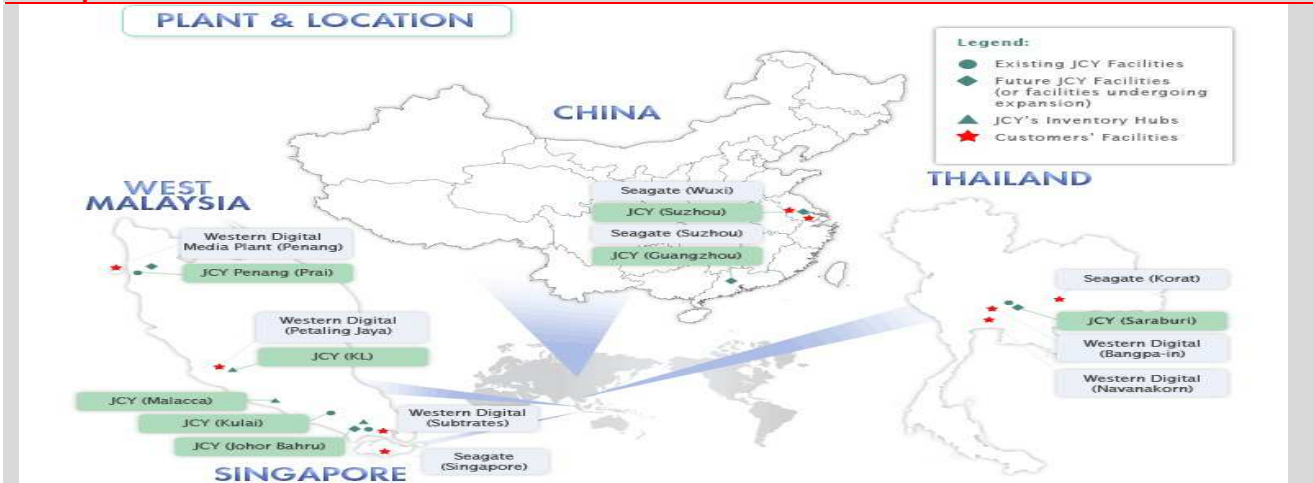 PLANT & LOCATION
Legend:
Existing JCY Facilities
Future JCY Facilities
(or facilities undergoing
expansion)
JCY's Inventory Hubs
Customers' Facilities
CHINA
Seagate (Wuxi)
JCY (Suzhou)
Seagate (Suzhou)
JCY (Guangzhou)
WEST
MALAYSIA
Western Digital
Media Plant (Penang)
JCY Penang (Prai)
Western Digital
(Petaling Jaya)
JCY (KL)
JCY (Malacca)
JCY (Kulai)
JCY (Johor Bahru)
Western Digital
(Subtrates)
Seagate
(Singapore)
SINGAPORE
THAILAND
Seagate (Korat)
JCY (Saraburi)
Western Digital
(Bangpa-in)
Western Digital
(Navanakorn)